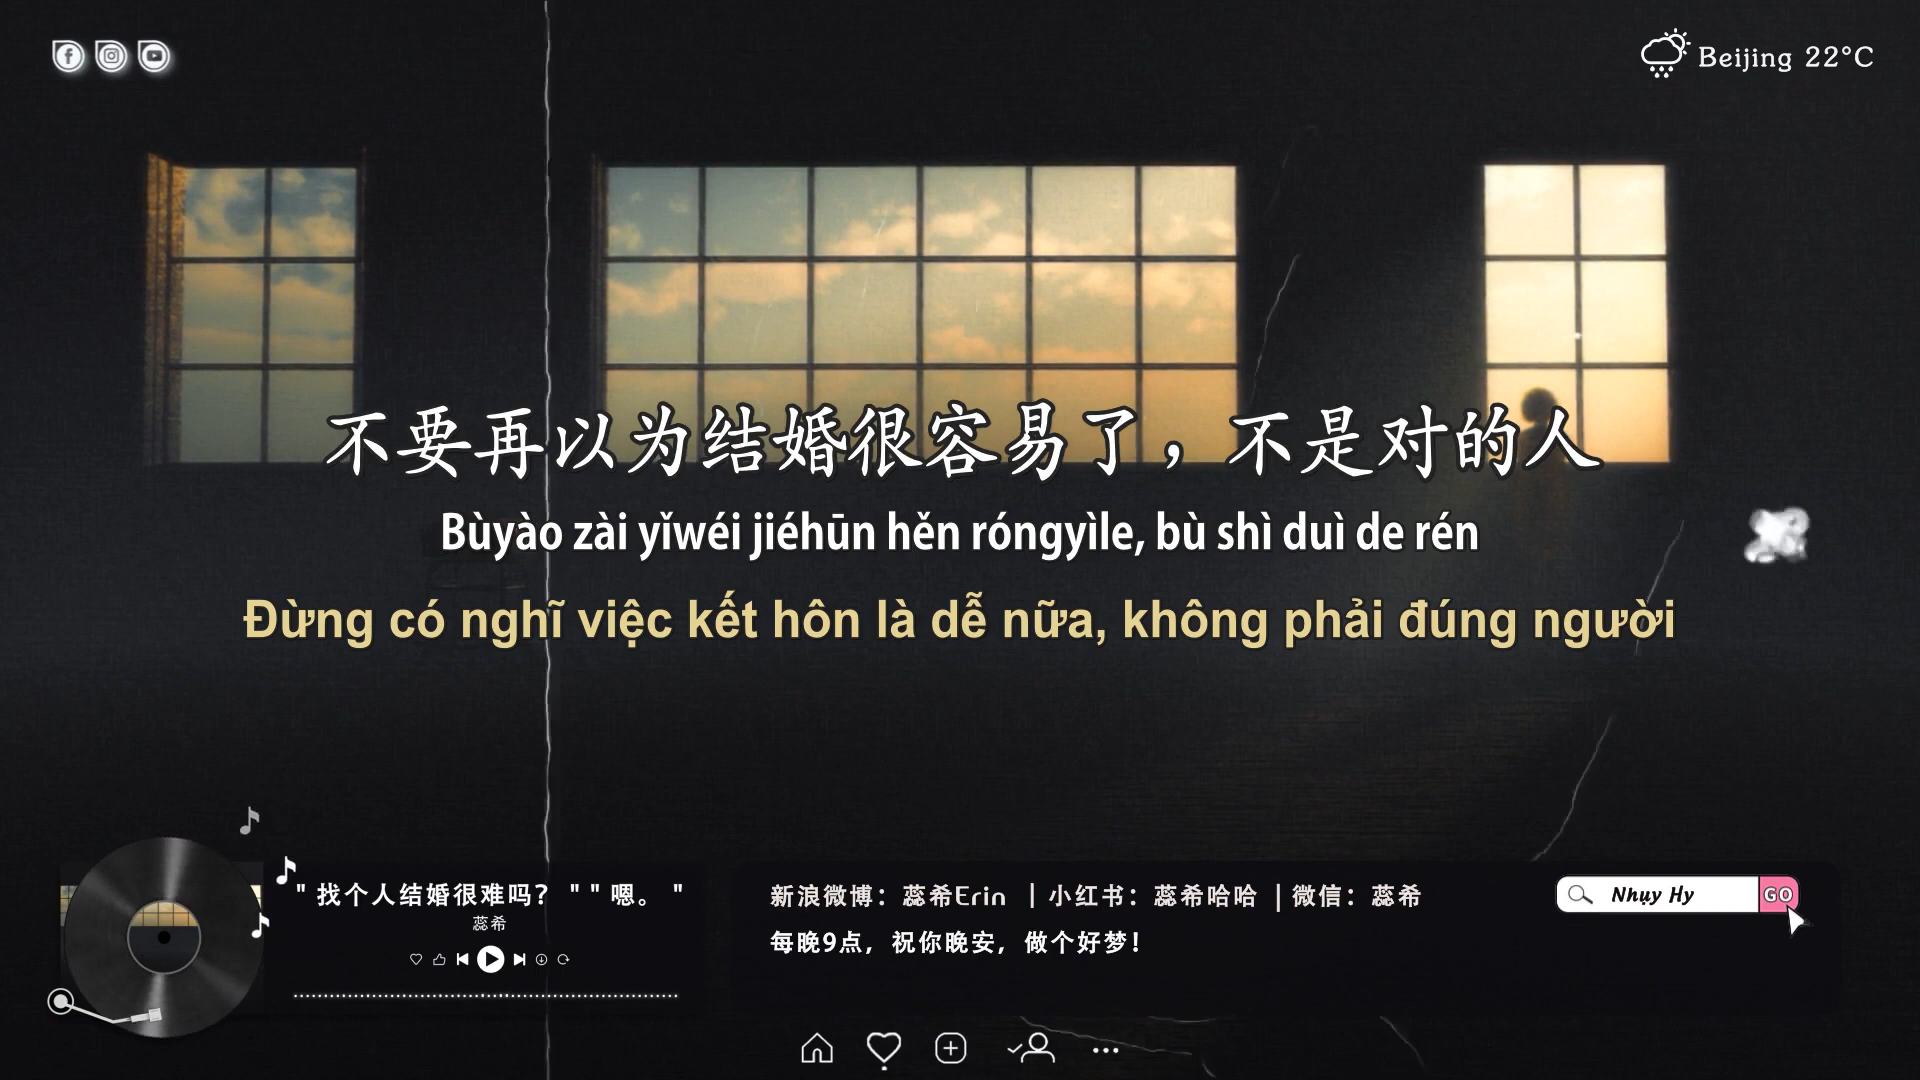 Beijing 22°C
不要再以为结婚很容易了，不是对的人
Bùyào zài yǐwéi jiéhūn hěn róngyìle, bù shì duì de rén
Đừng có nghĩ việc kết hôn là dễ nữa, không phải đúng người
" 找个人结婚很难吗？ " " 嗯。 "
蕊希
新浪微博：蕊希Erin ｜小红书：蕊希哈哈 ｜微信：蕊希
每晚9点，祝你晚安，做个好梦！
Nhụy Hy GO